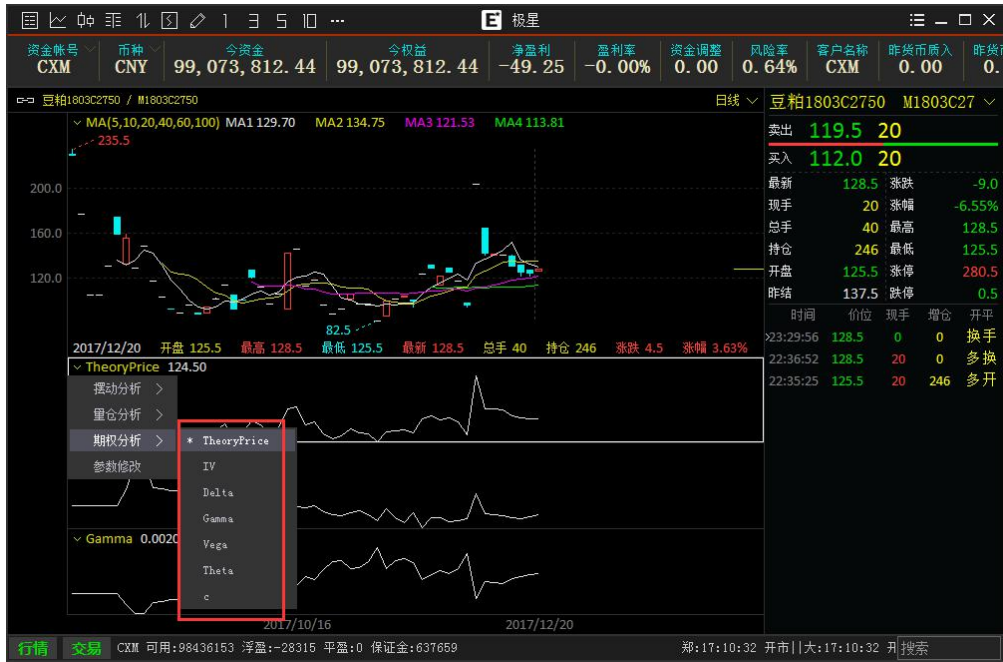 1 3 5 10 ... E 极星
资金帐号 币种 今资金 今权益 净盈利 盈利率 资金调整 风险率 客户名称 昨货币质入 昨货
CXM CNY 99,073,812.44 99,073,812.44 -49.25 -0.00% 0.00 0.64% CXM 0.00 0.
豆粕1803C2750 / M1803C2750 日线
MA(5,10,20,40,60,100) MA1 129.70 MA2 134.75 MA3 121.53 MA4 113.81
235.5
200.0
160.0
120.0
82.5
2017/12/20 开盘 125.5 最高 128.5 最低 125.5 最新 128.5 总手 40 持仓 246 涨跌 4.5 涨幅 3.63%
TheoryPrice 124.50
摆动分析 >
量仓分析 >
期权分析 >
参数修改
* TheoryPrice
IV
Delta
Gamma
Vega
Theta
c
Gamma 0.0020
2017/10/16 2017/12/20
豆粕1803C2750 M1803C27
卖出 119.5 20
买入 112.0 20
最新 128.5 涨跌 -9.0
现手 20 涨幅 -6.55%
总手 40 最高 128.5
持仓 246 最低 125.5
开盘 125.5 涨停 280.5
昨结 137.5 跌停 0.5
时间 价位 现手 增仓 开平
23:29:56 128.5 0 0 换手
22:36:52 128.5 20 0 多换
22:35:25 125.5 20 246 多开
行情 交易 CXM 可用:98436153 浮盈:-28315 平盈:0 保证金:637659 郑:17:10:32 开市||大:17:10:32 开 搜索